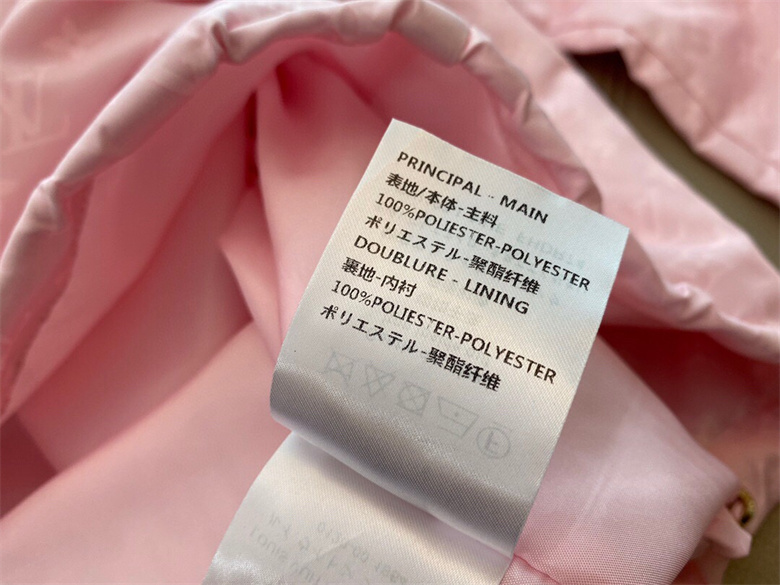 PRINCIPAL - MAIN
表地/本体-主料
100%POLIESTER-POLYESTER
ポリエステル-聚酯纤维
DOUBLURE - LINING
裏地-内衬
100%POLIESTER-POLYESTER
ポリエステル-聚酯纤维